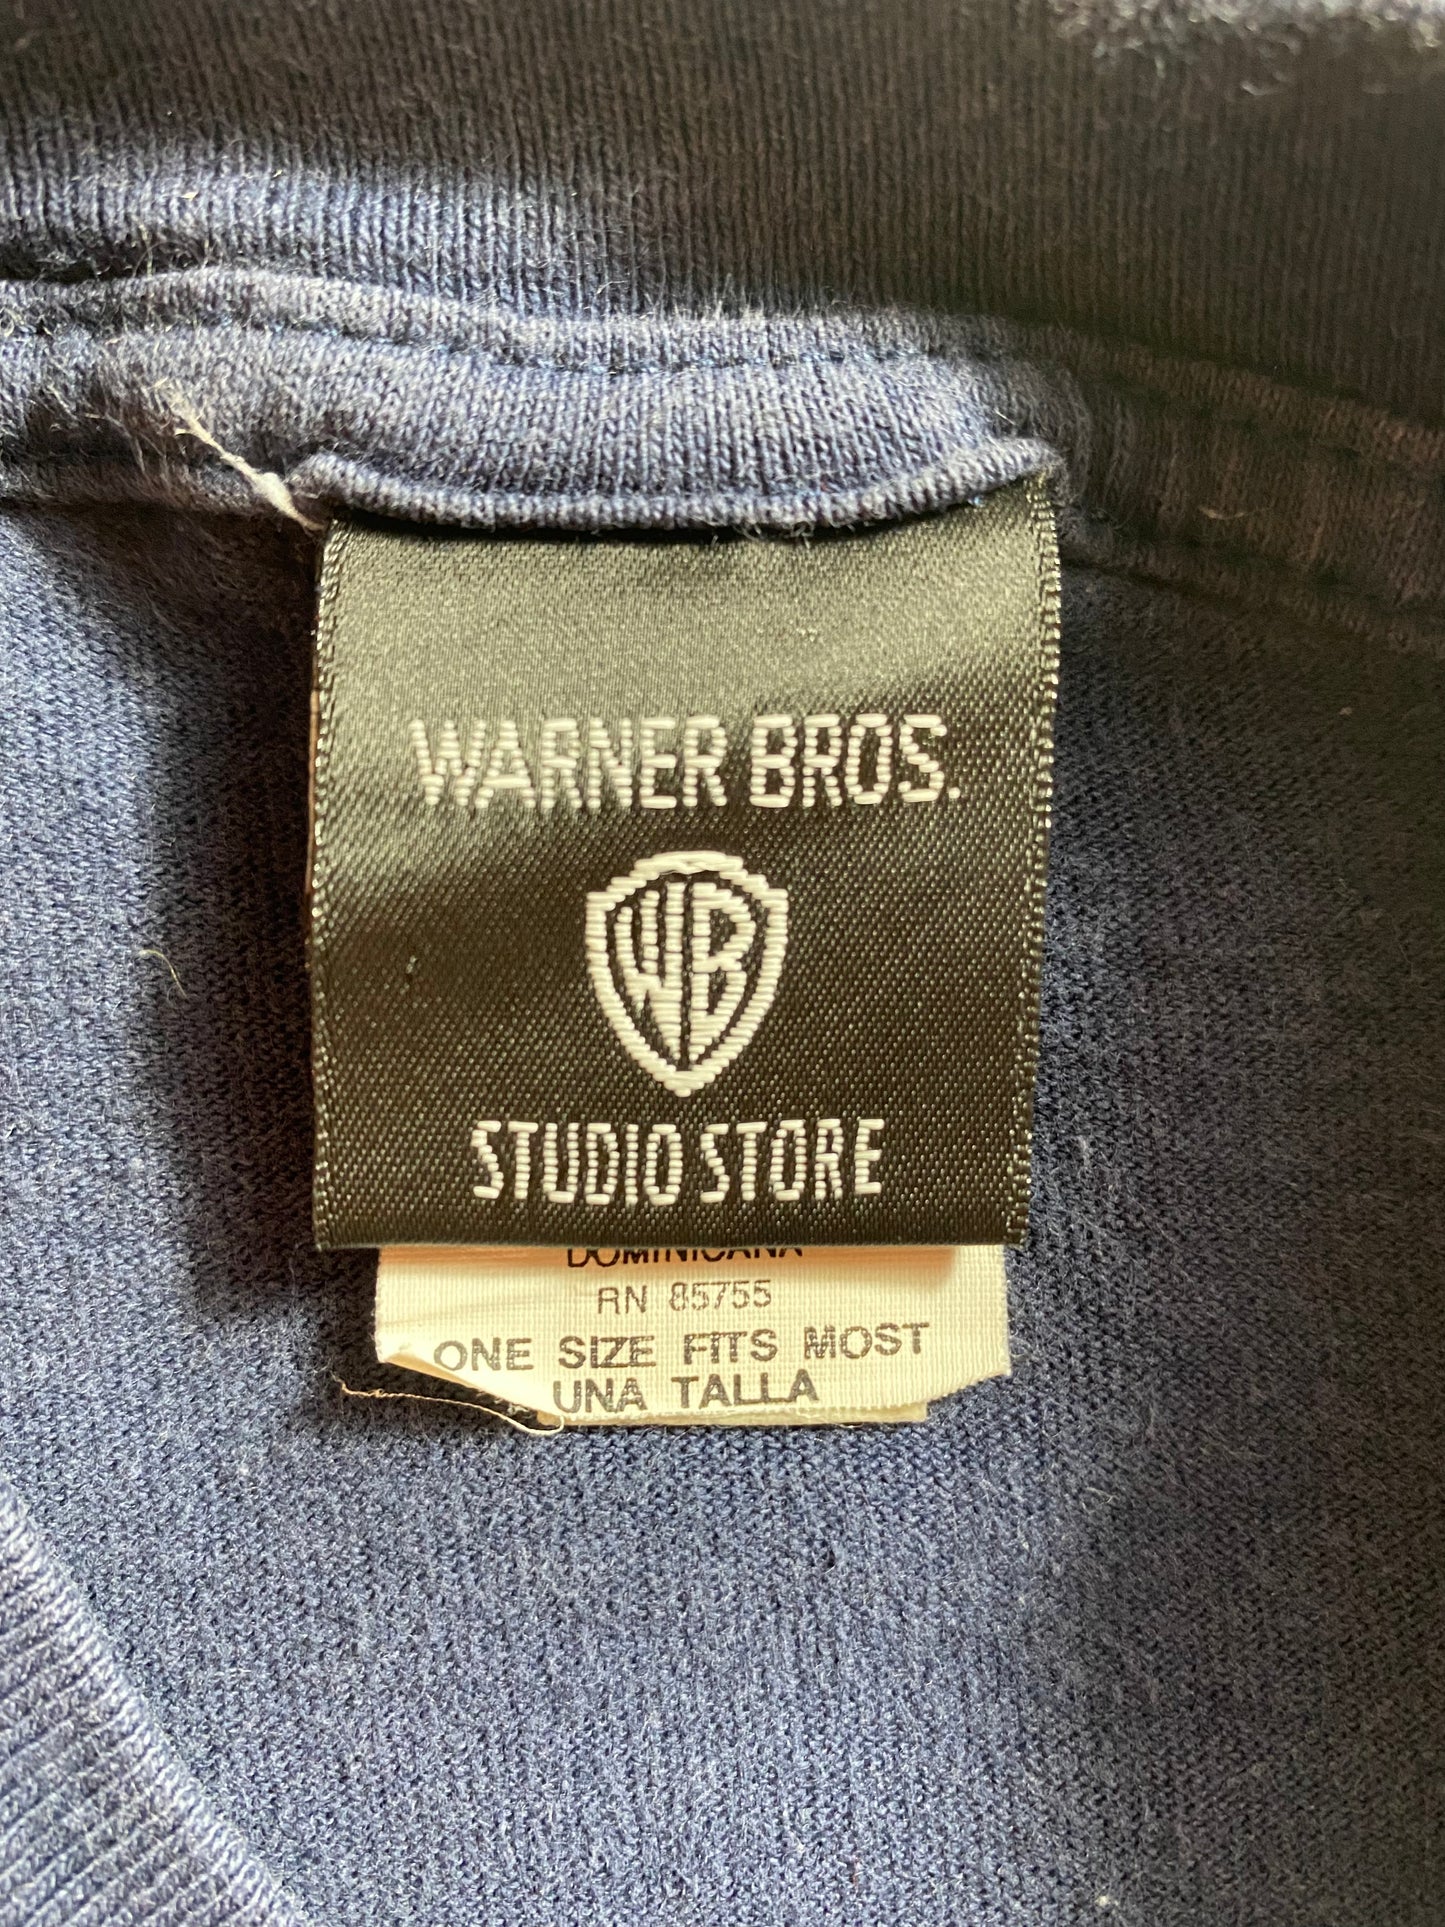 WARNER BROS.
WB
STUDIO STORE
DOMINICANA
RN 85755
ONE SIZE FITS MOST
UNA TALLA